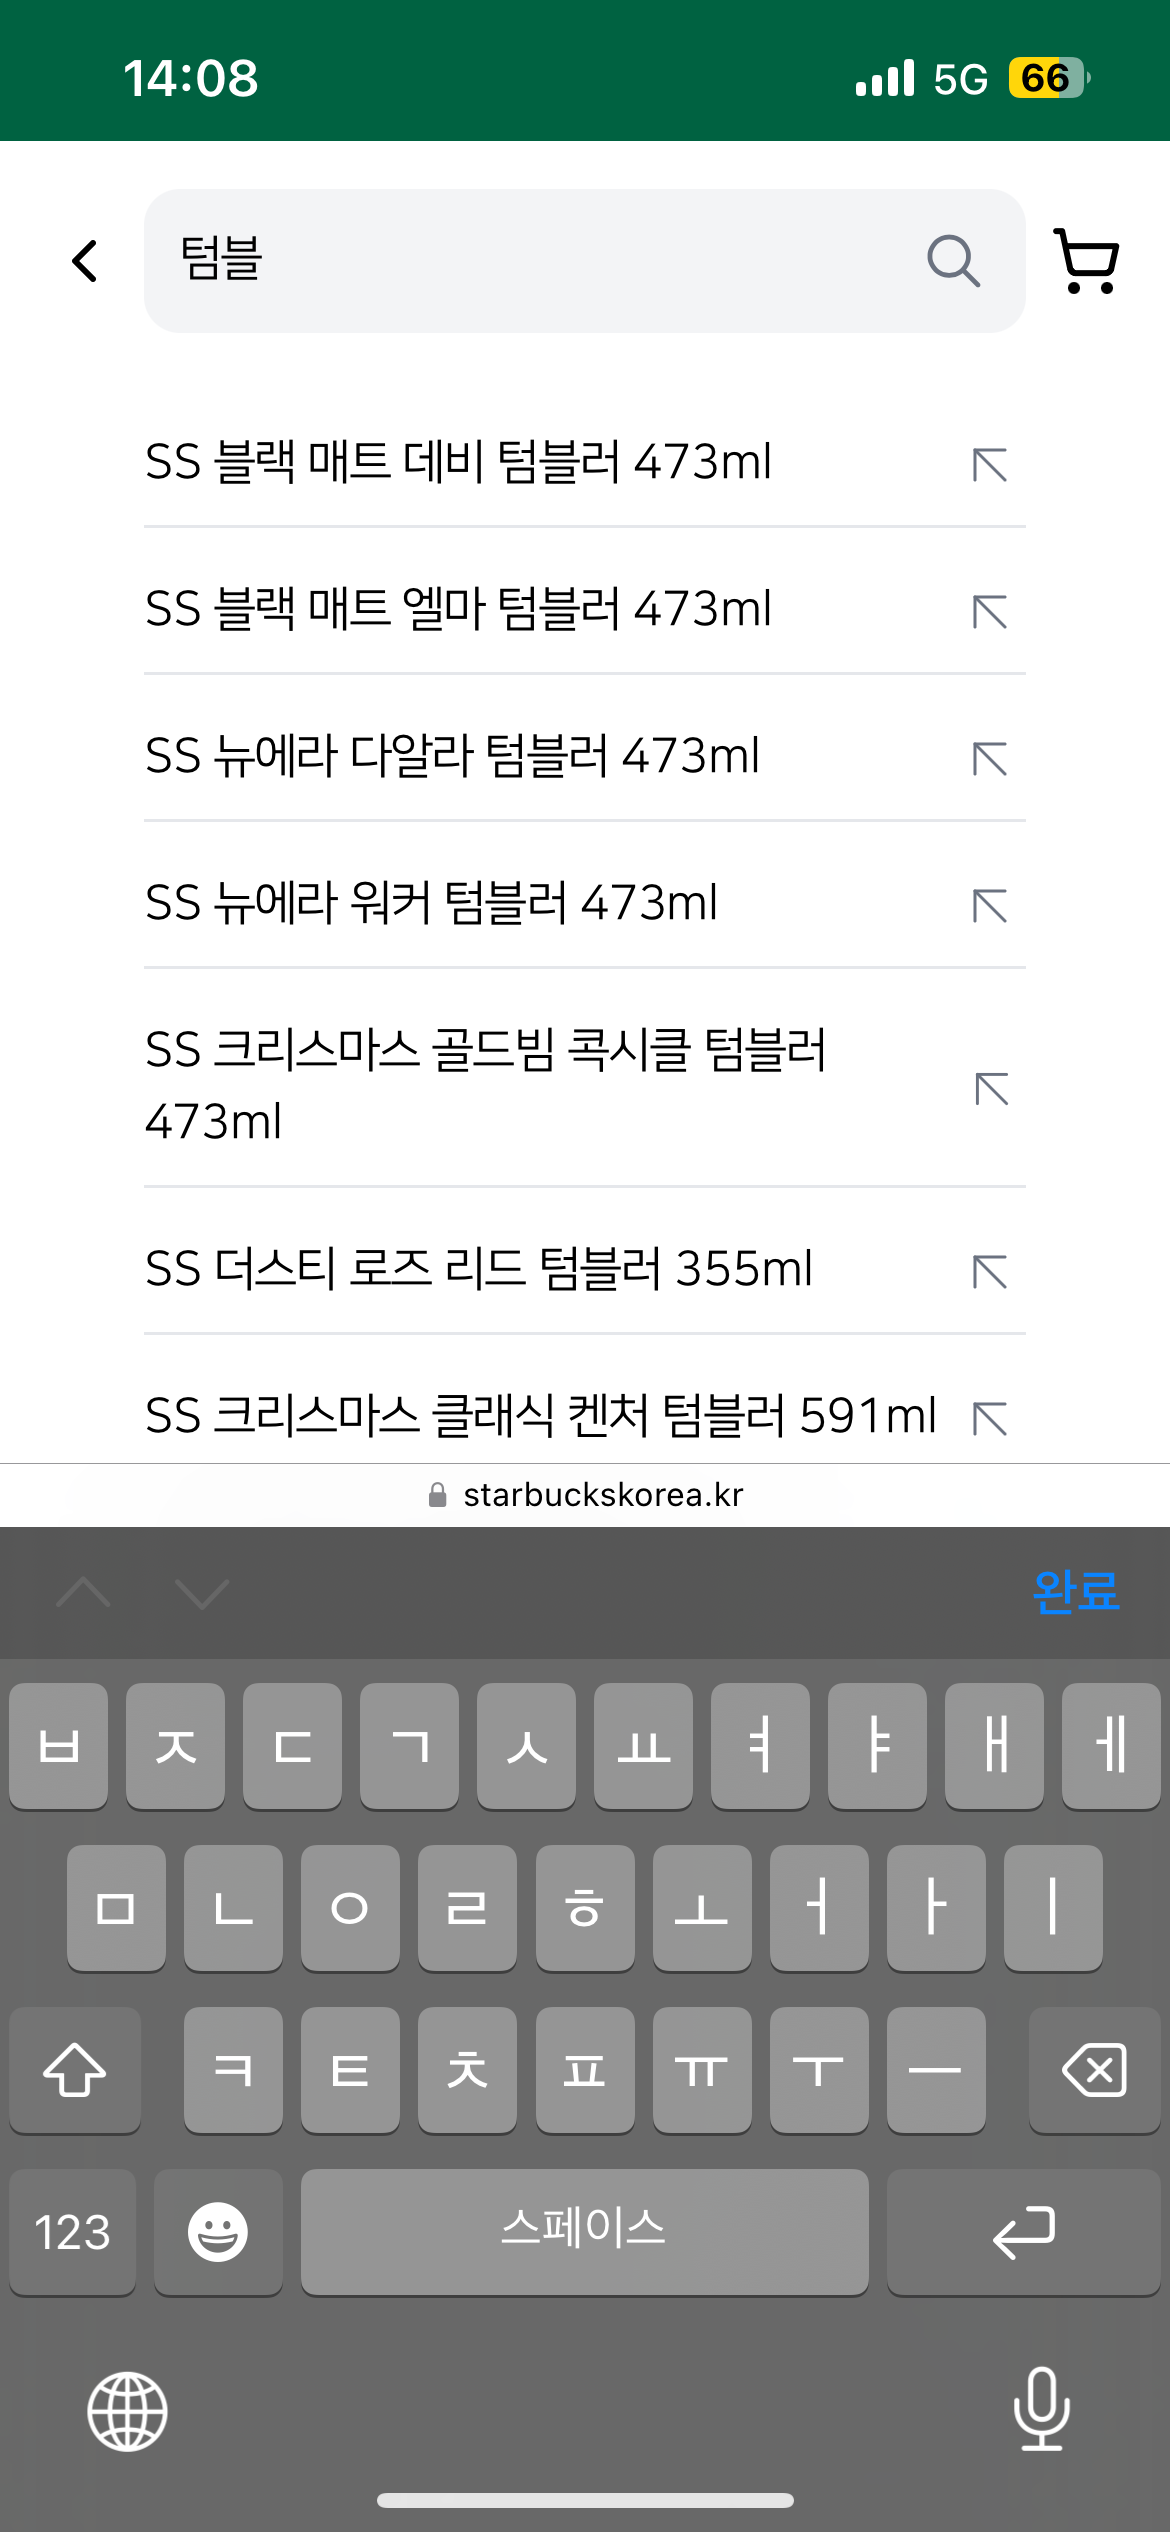 14:08
5G 66
텀블
SS 블랙 매트 데비 텀블러 473ml
SS 블랙 매트 엘마 텀블러 473ml
SS 뉴에라 다알라 텀블러 473ml
SS 뉴에라 워커 텀블러 473ml
SS 크리스마스 골드빔 콕시클 텀블러
473ml
SS 더스티 로즈 리드 텀블러 355ml
SS 크리스마스 클래식 켄처 텀블러 591ml
starbuckskorea.kr
완료
ㅂ ㅈ ㄷ ㄱ ㅅ ㅛ ㅕ ㅑ ㅐ ㅔ
ㅁ ㄴ ㅇ ㄹ ㅎ ㅗ ㅓ ㅏ ㅣ
ㅋ ㅌ ㅊ ㅍ ㅠ ㅜ ㅡ
123 스페이스